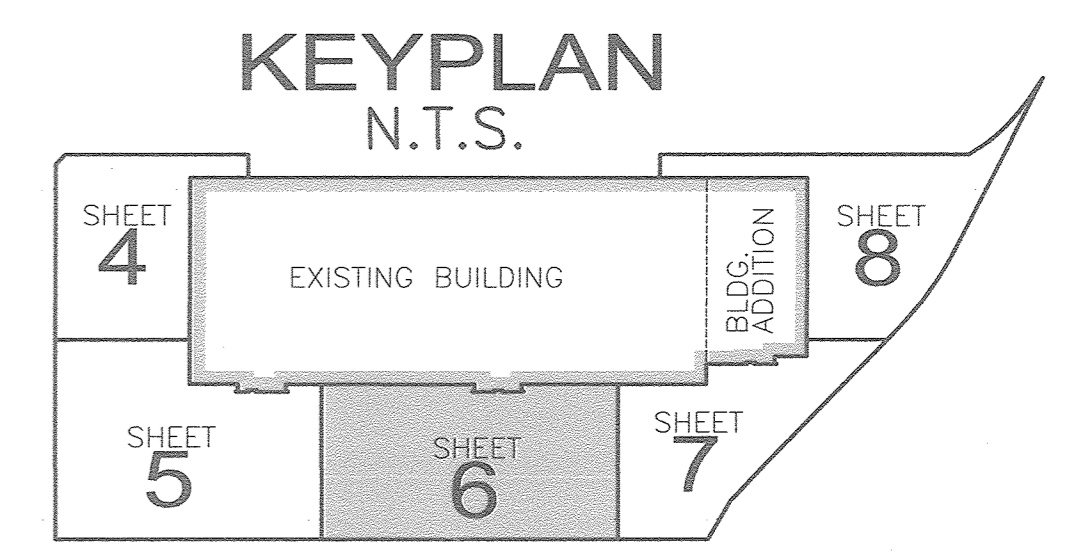 KEYPLAN
N.T.S.
SHEET
4
EXISTING BUILDING
BLDG.
ADDITION
SHEET
8
SHEET
5
SHEET
6
SHEET
7